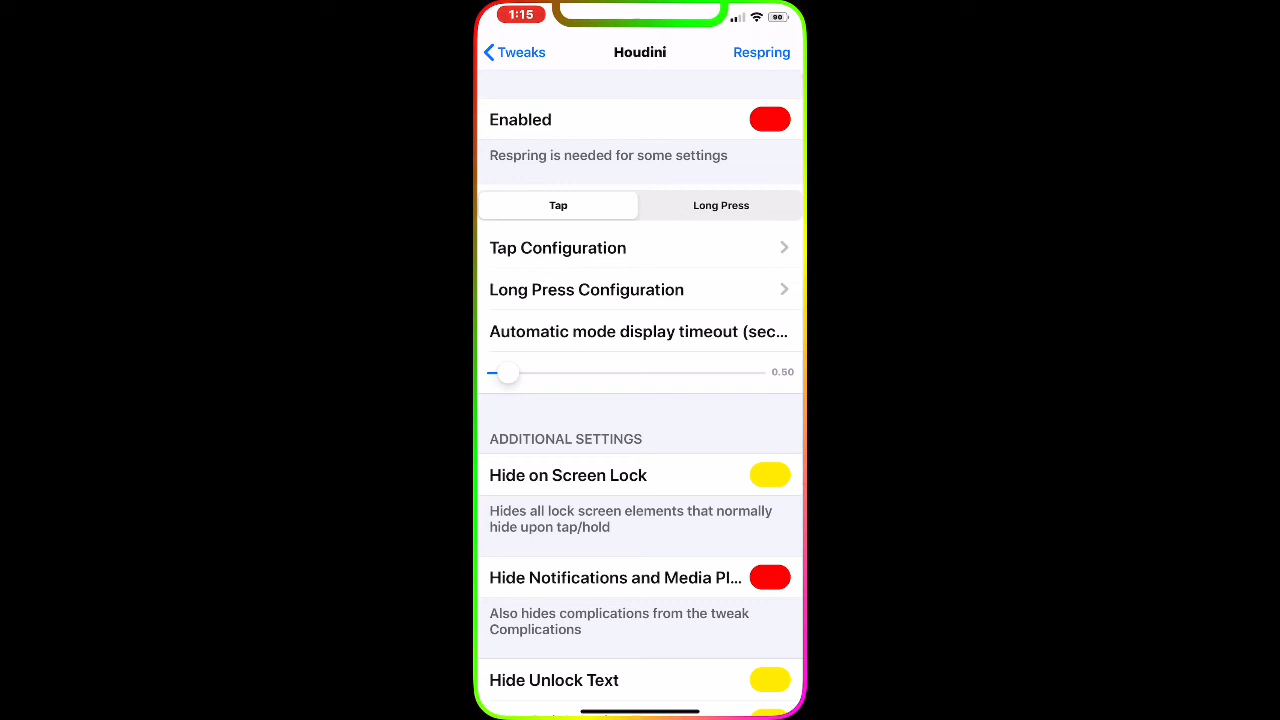 1:15
90
Tweaks
Houdini
Respring
Enabled
Respring is needed for some settings
Tap
Long Press
Tap Configuration
Long Press Configuration
Automatic mode display timeout (sec...
0.50
ADDITIONAL SETTINGS
Hide on Screen Lock
Hides all lock screen elements that normally
hide upon tap/hold
Hide Notifications and Media Pl...
Also hides complications from the tweak
Complications
Hide Unlock Text